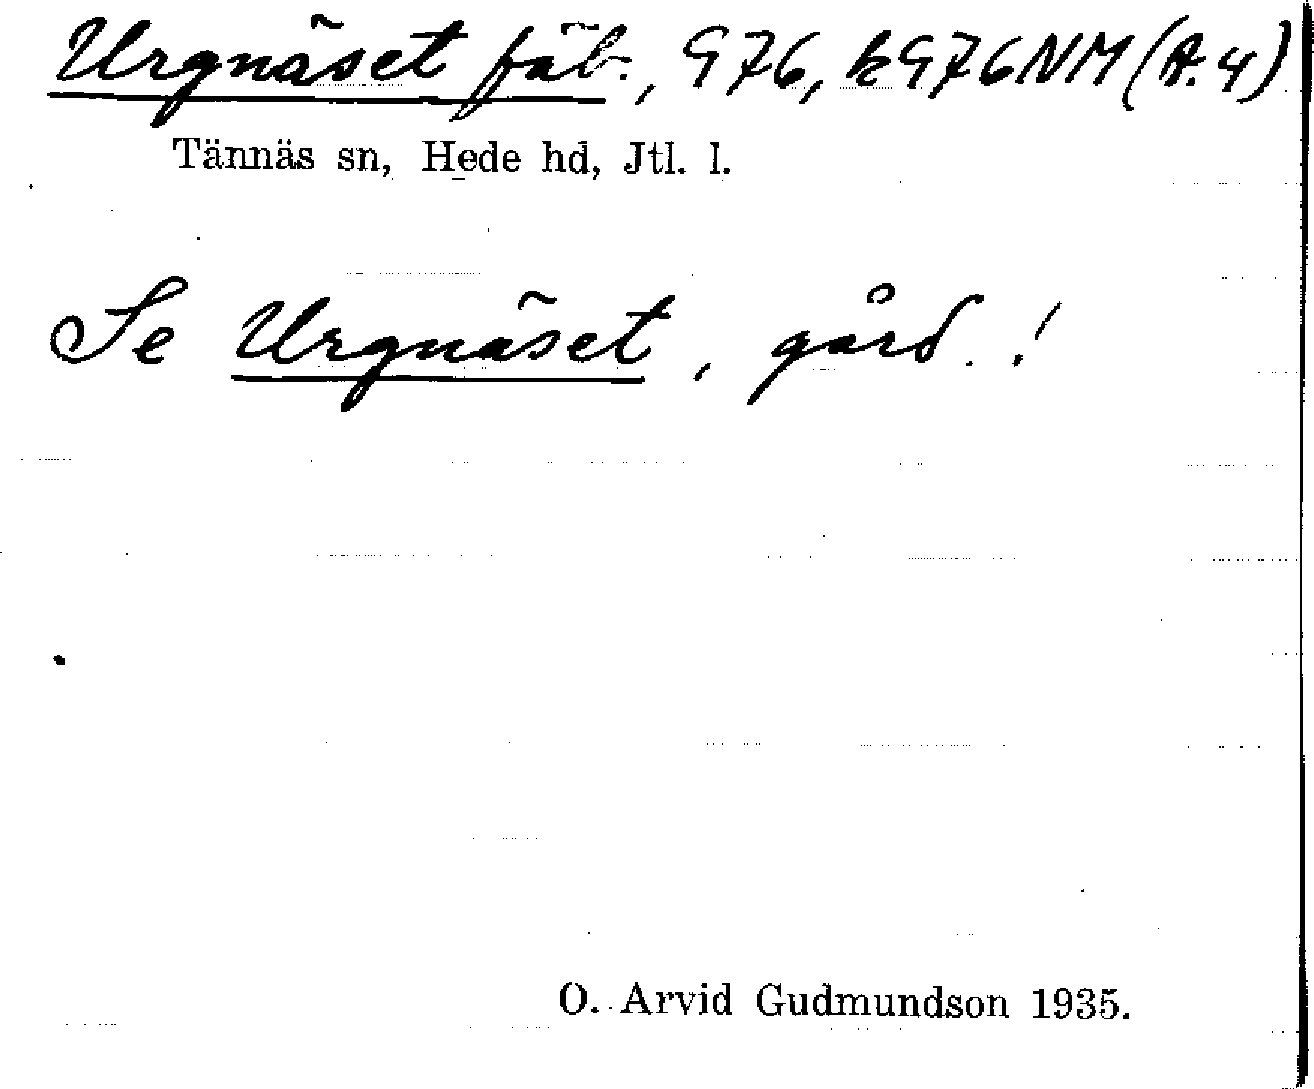 Urgnäset fäb., 976, k976NM (A.4)
Tännäs sn, Hede hd, Jtl. l.
Se Urgnäset, gård.!
O. Arvid Gudmundson 1935.